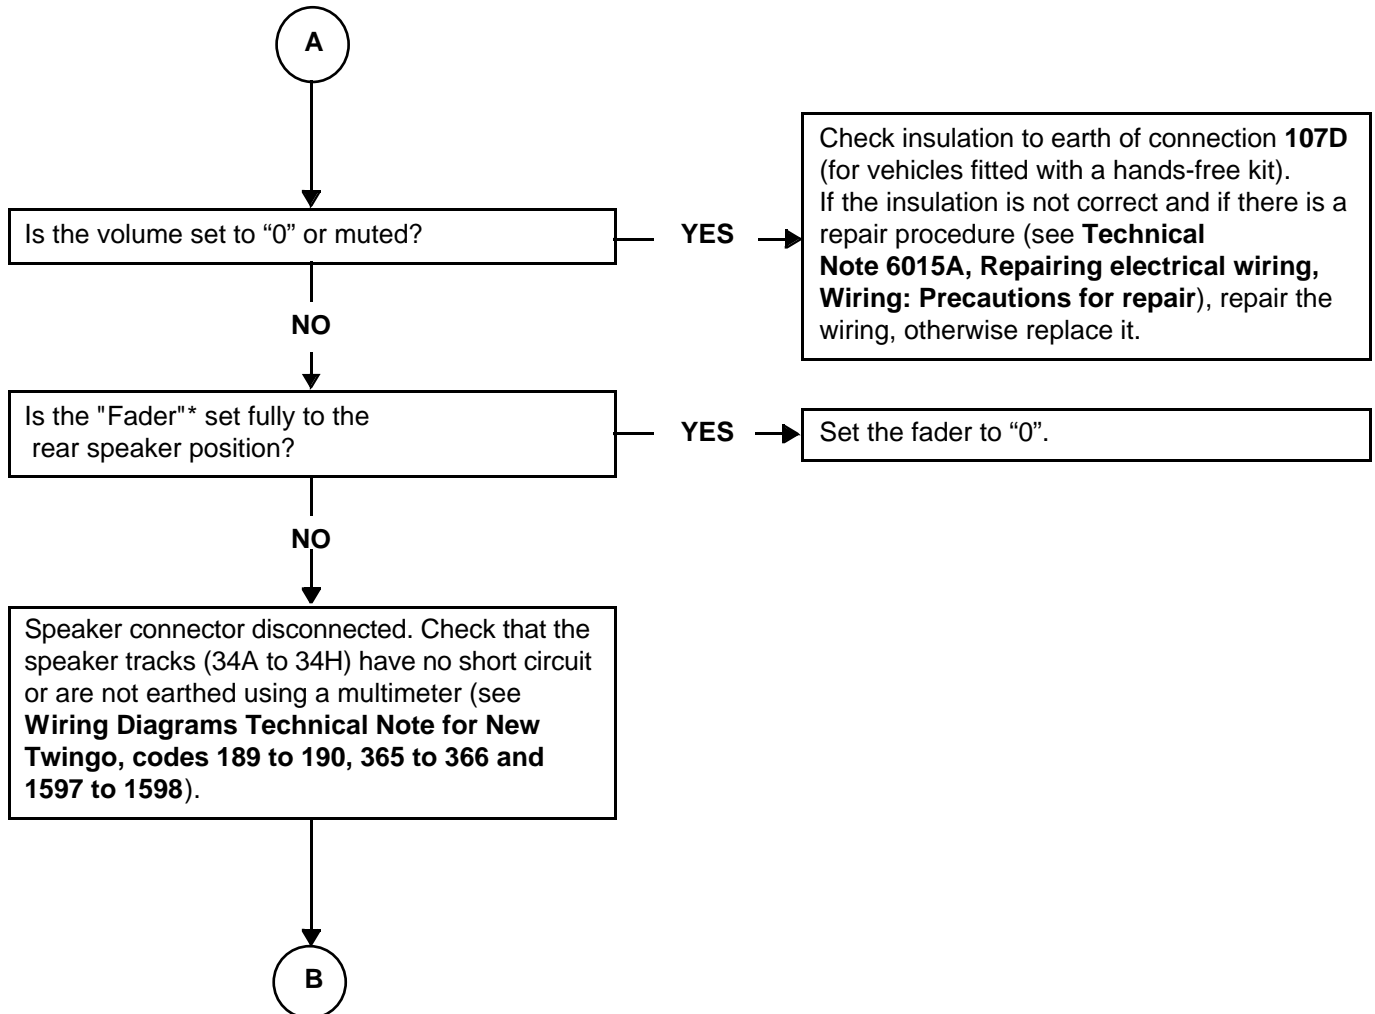 A
Is the volume set to “0” or muted?
YES
Check insulation to earth of connection 107D
(for vehicles fitted with a hands-free kit).
If the insulation is not correct and if there is a
repair procedure (see Technical
Note 6015A, Repairing electrical wiring,
Wiring: Precautions for repair), repair the
wiring, otherwise replace it.
NO
Is the "Fader"* set fully to the
rear speaker position?
YES
Set the fader to “0”.
NO
Speaker connector disconnected. Check that the
speaker tracks (34A to 34H) have no short circuit
or are not earthed using a multimeter (see
Wiring Diagrams Technical Note for New
Twingo, codes 189 to 190, 365 to 366 and
1597 to 1598).
B